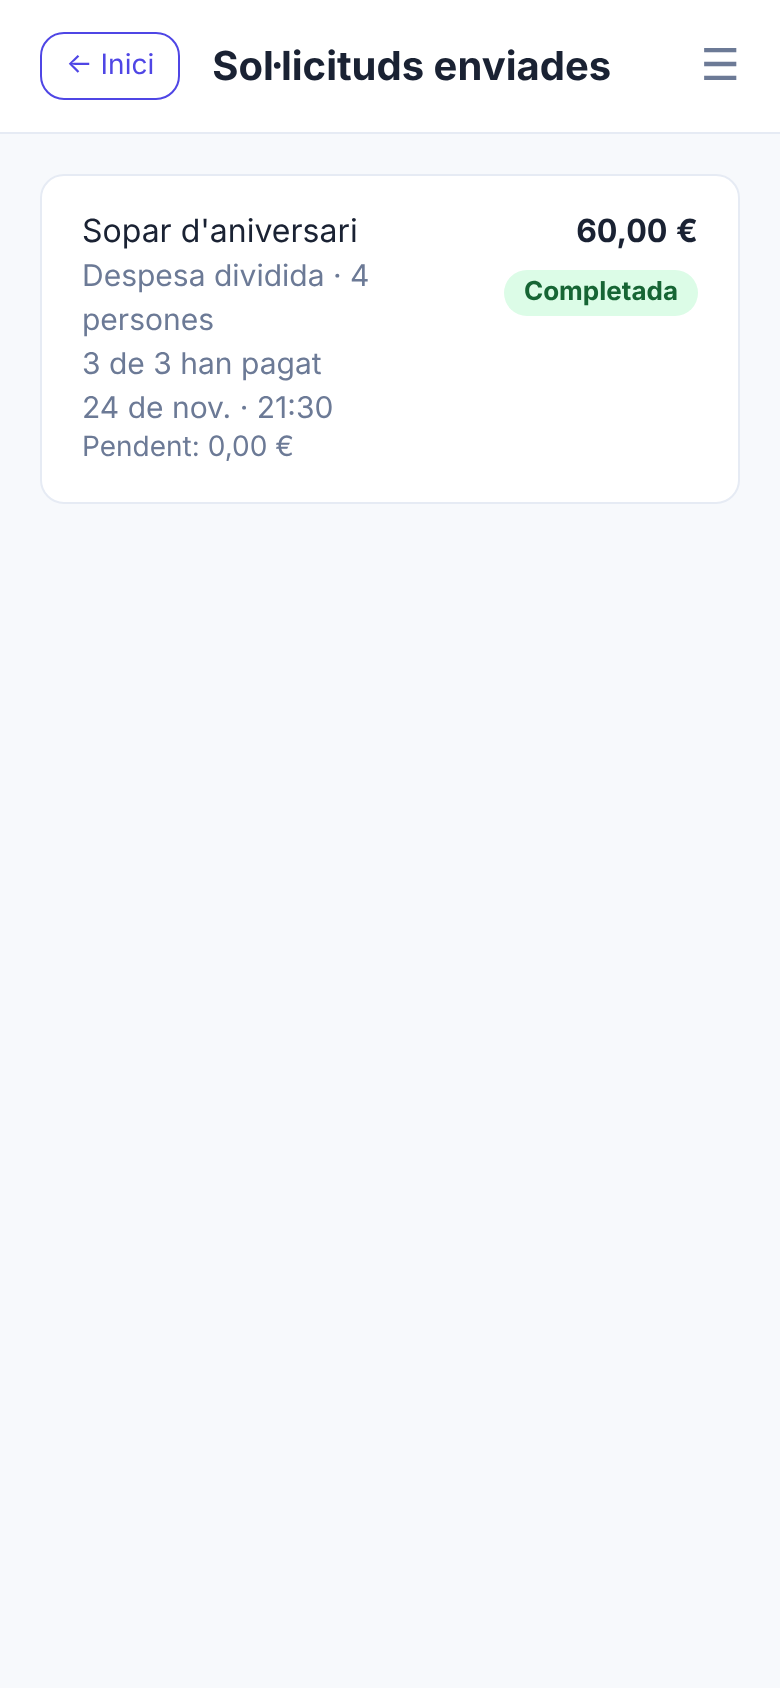 ← Inici
Sol·licituds enviades
☰
Sopar d'aniversari
60,00 €
Despesa dividida · 4
persones
Completada
3 de 3 han pagat
24 de nov. · 21:30
Pendent: 0,00 €